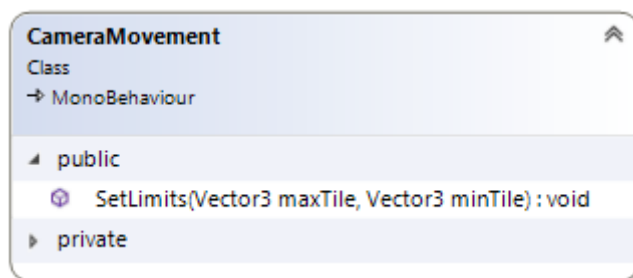 CameraMovement
Class
MonoBehaviour
public
SetLimits(Vector3 maxTile, Vector3 minTile) : void
private